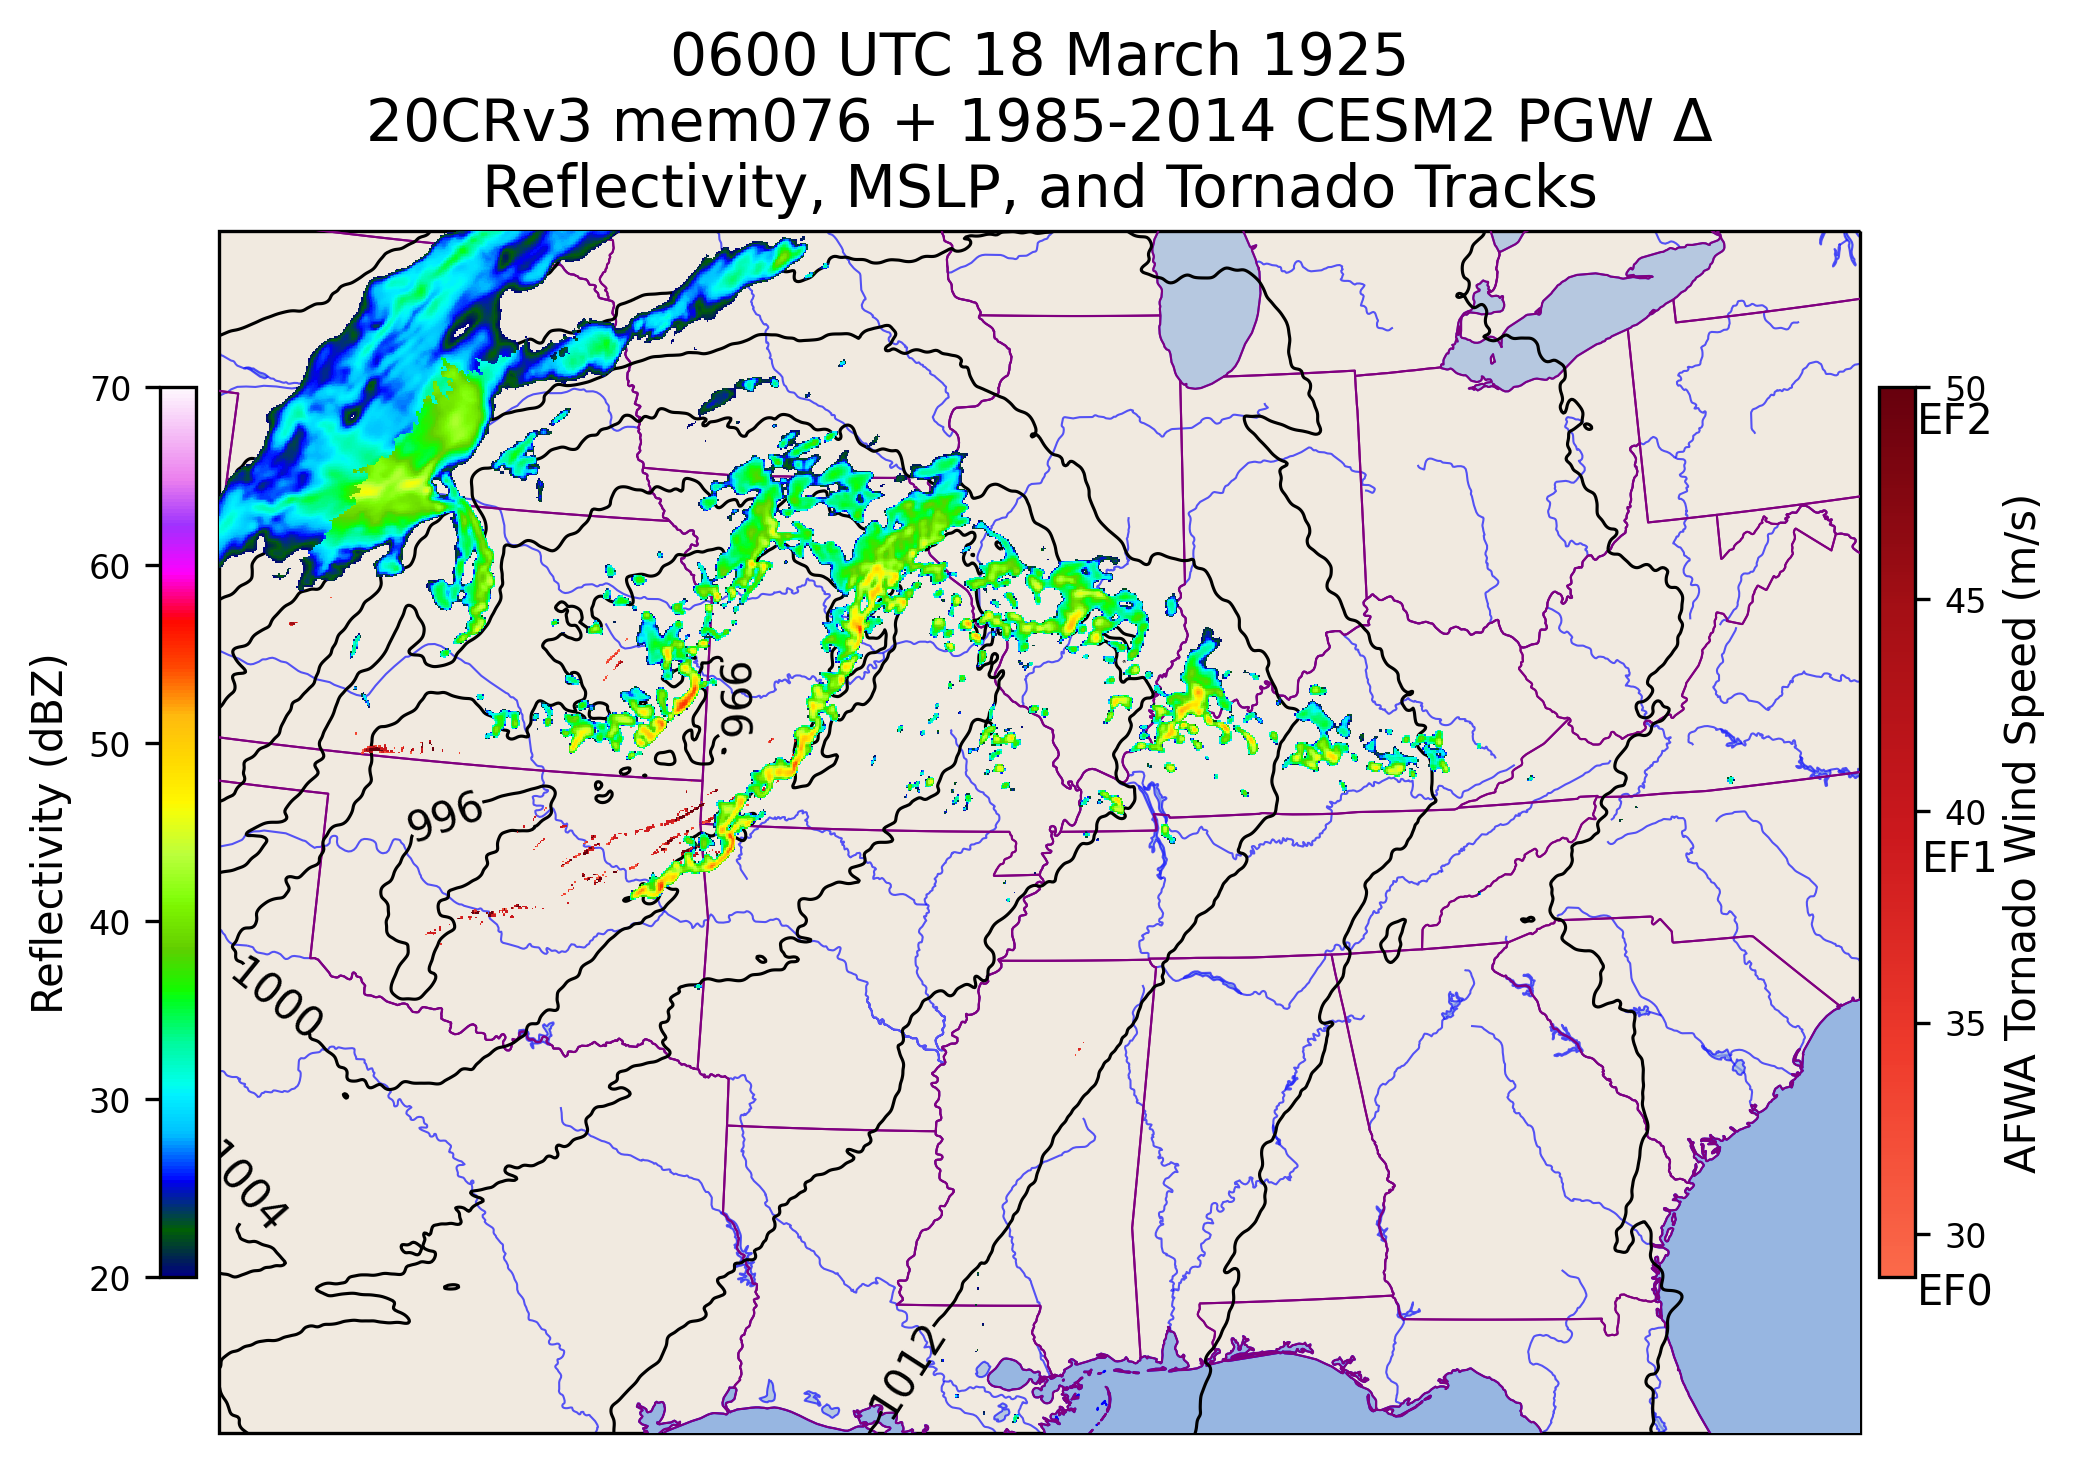 0600 UTC 18 March 1925
20CRv3 mem076 + 1985-2014 CESM2 PGW Δ
Reflectivity, MSLP, and Tornado Tracks
70
60
50
40
30
20
Reflectivity (dBZ)
996
996
1000
1004
1012
50
EF2
45
40
EF1
35
30
EF0
AFWA Tornado Wind Speed (m/s)